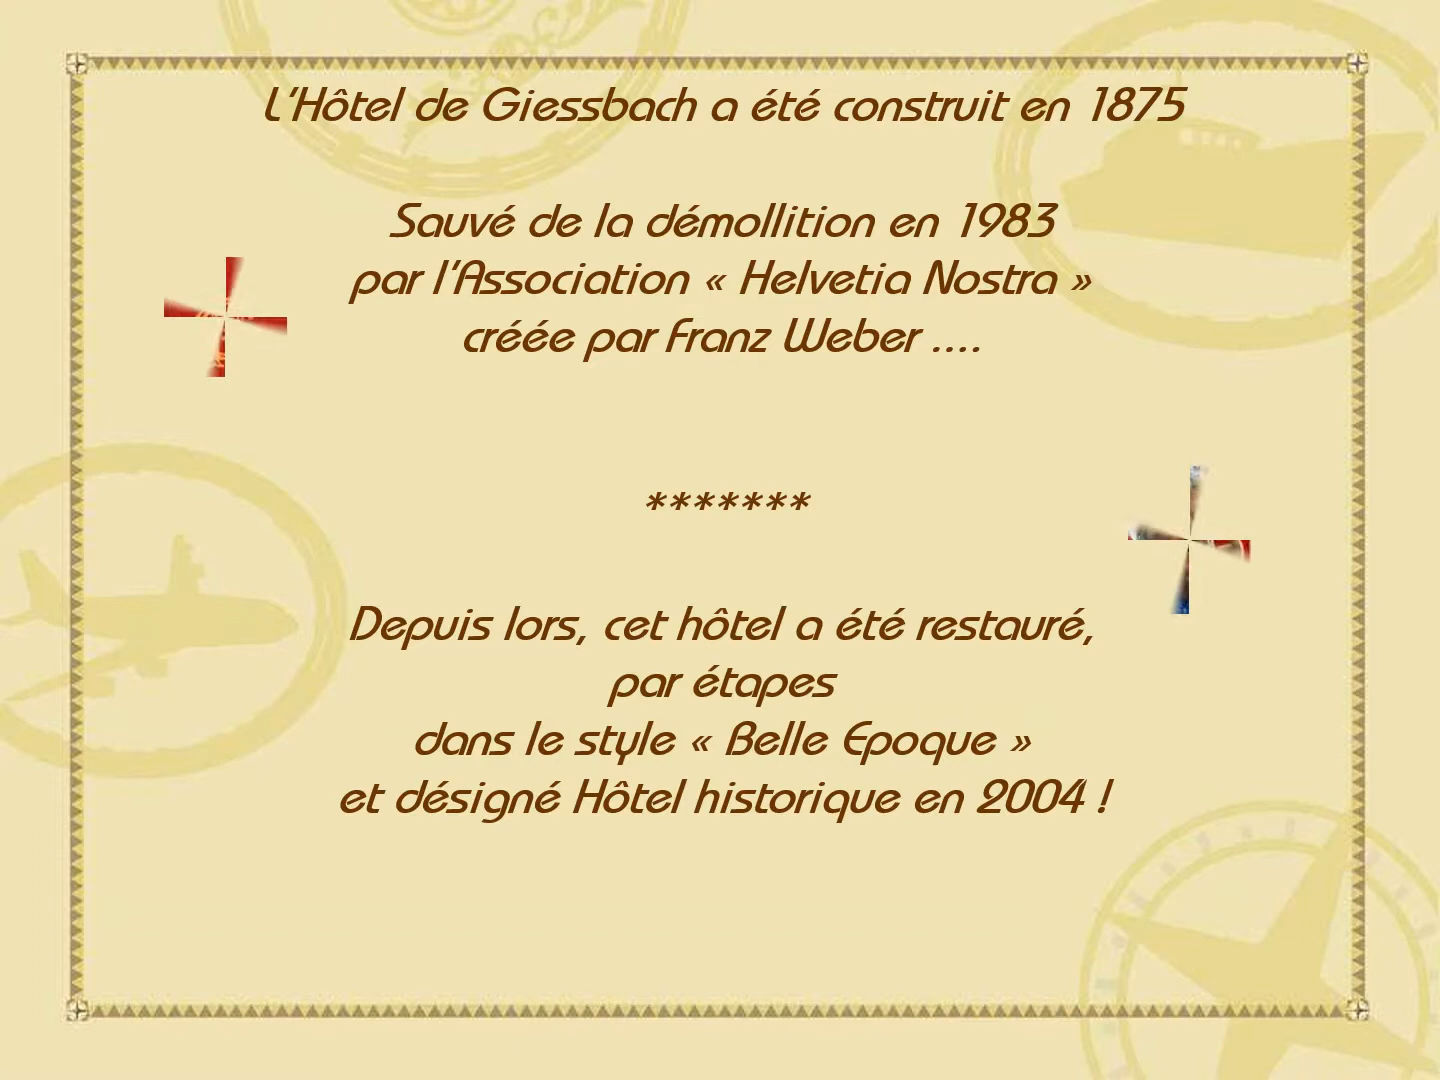 L'Hôtel de Giessbach a été construit en 1875
Sauvé de la démollition en 1983
par l'Association « Helvetia Nostra »
créée par Franz Weber ....
*******
Depuis lors, cet hôtel a été restauré,
par étapes
dans le style « Belle Epoque »
et désigné Hôtel historique en 2004 !